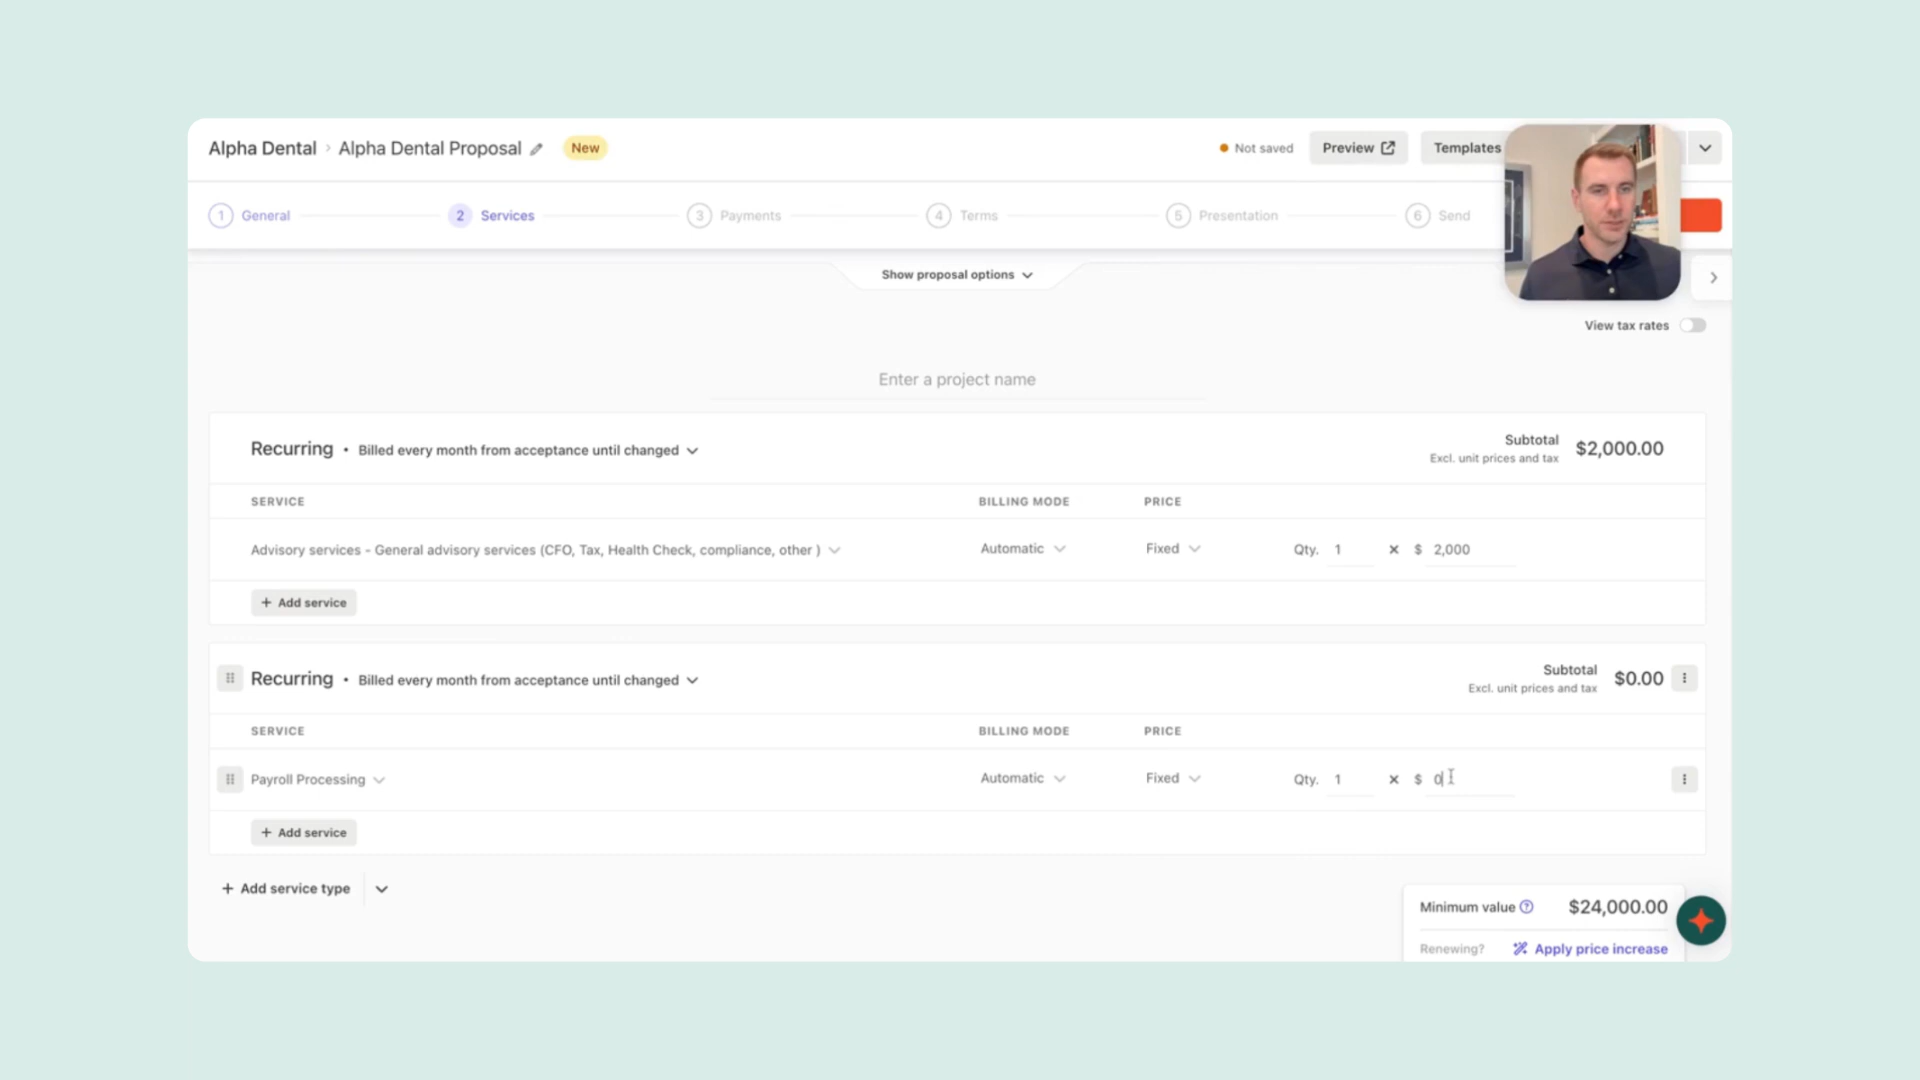 Alpha Dental › Alpha Dental Proposal New Not saved Preview Templates
1 General 2 Services 3 Payments 4 Terms 5 Presentation 6 Send
Show proposal options
View tax rates
Enter a project name
Recurring • Billed every month from acceptance until changed Subtotal $2,000.00
Excl. unit prices and tax
SERVICE BILLING MODE PRICE
Advisory services - General advisory services (CFO, Tax, Health Check, compliance, other ) Automatic Fixed Qty. 1 × $ 2,000
+ Add service
Recurring • Billed every month from acceptance until changed Subtotal $0.00
Excl. unit prices and tax
SERVICE BILLING MODE PRICE
Payroll Processing Automatic Fixed Qty. 1 × $ 0
+ Add service
+ Add service type
Minimum value ? $24,000.00
Renewing? Apply price increase